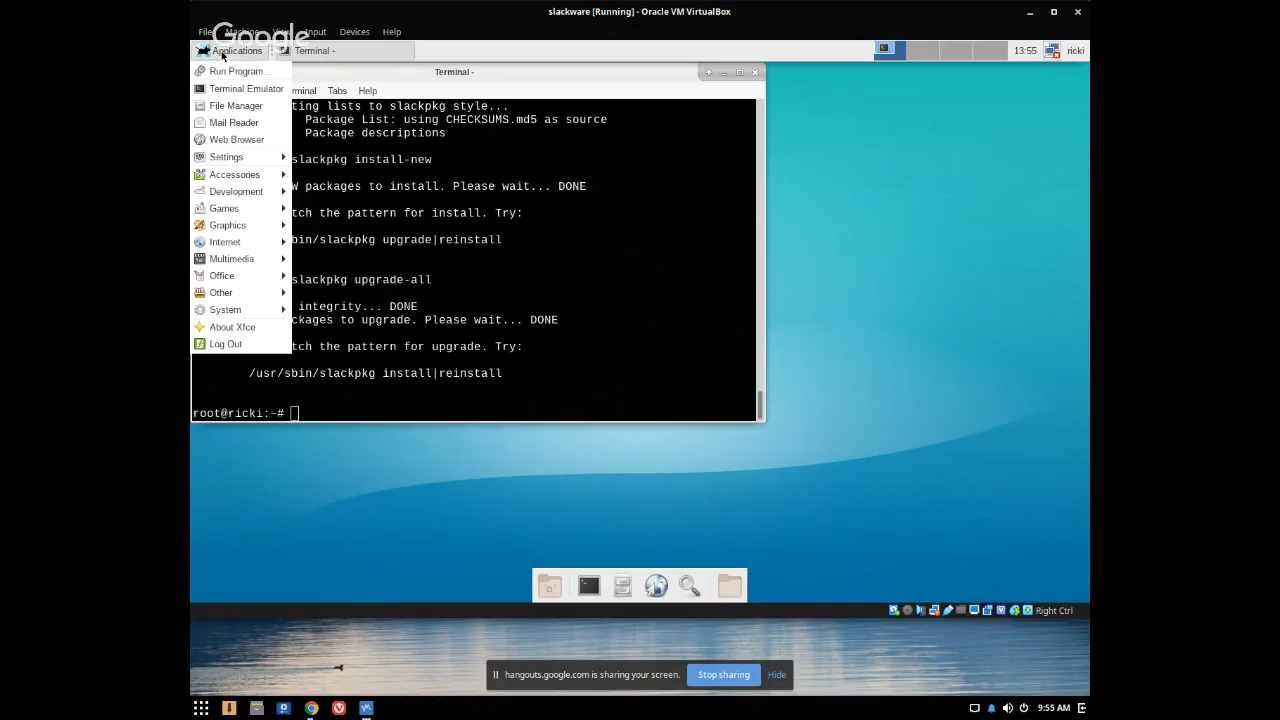 slackware [Running] - Oracle VM VirtualBox
File Machine View Input Devices Help
Google
Applications
Terminal -
13:55
ricki
Terminal -
Run Program...
Terminal Emulator
File Manager
Mail Reader
Web Browser
Settings
Accessories
Development
Games
Graphics
Internet
Multimedia
Office
Other
System
About Xfce
Log Out
rminal Tabs Help
ting lists to slackpkg style...
Package List: using CHECKSUMS.md5 as source
Package descriptions
slackpkg install-new
W packages to install. Please wait... DONE
tch the pattern for install. Try:
bin/slackpkg upgrade|reinstall
slackpkg upgrade-all
integrity... DONE
ckages to upgrade. Please wait... DONE
tch the pattern for upgrade. Try:
/usr/sbin/slackpkg install|reinstall
root@ricki:~#
Right Ctrl
hangouts.google.com is sharing your screen.
Stop sharing
Hide
9:55 AM